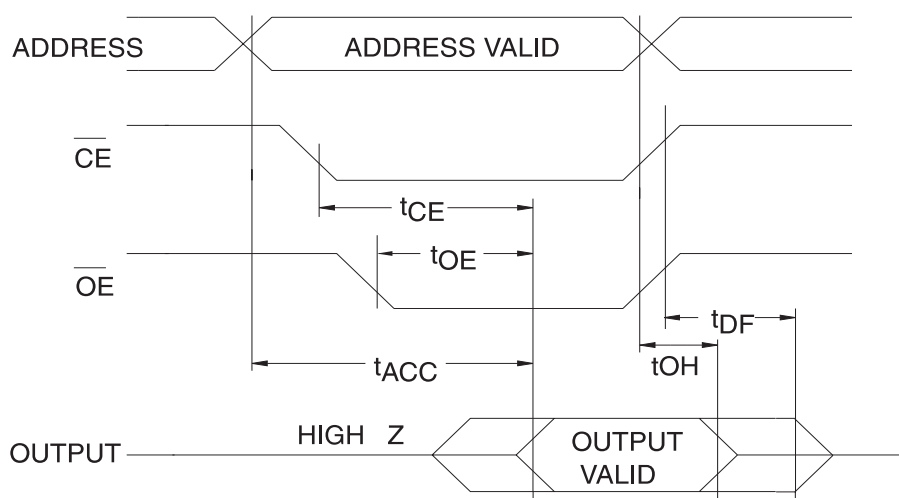 ADDRESS
ADDRESS VALID
CE
tCE
tOE
OE
tDF
tOH
tACC
HIGH Z
OUTPUT
OUTPUT
VALID